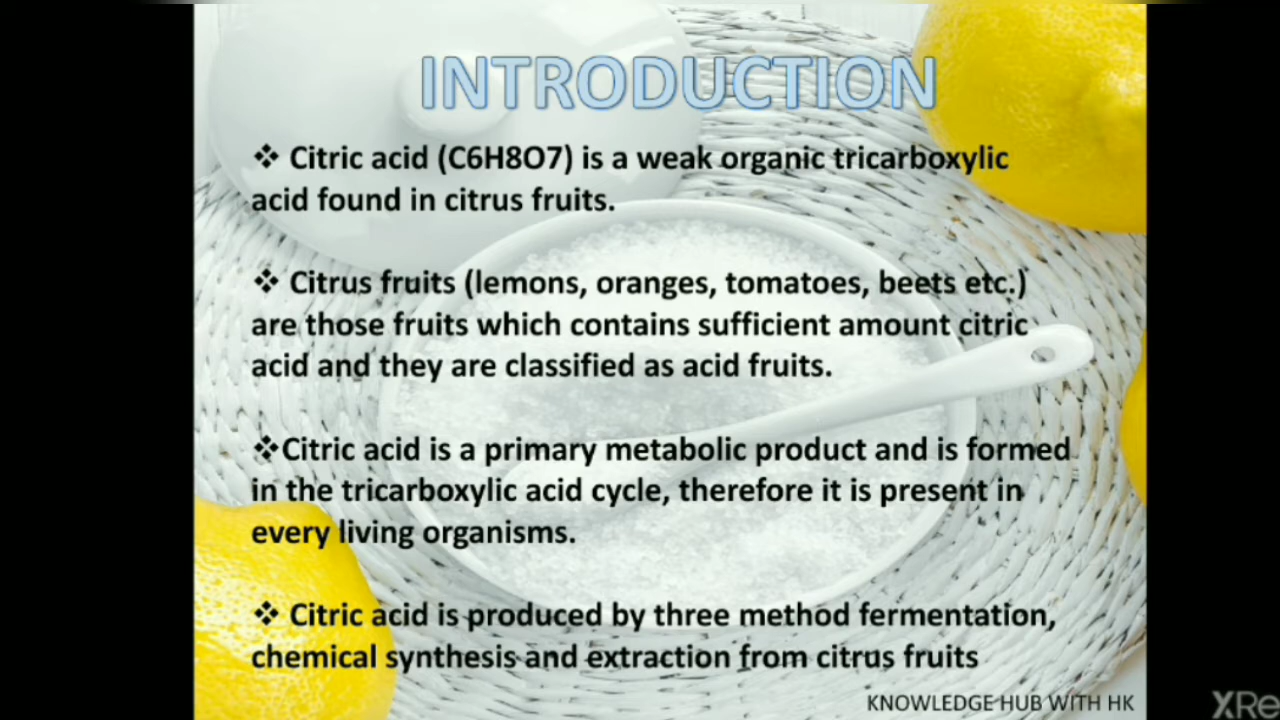 INTRODUCTION
❖ Citric acid (C6H8O7) is a weak organic tricarboxylic
acid found in citrus fruits.
❖ Citrus fruits (lemons, oranges, tomatoes, beets etc.)
are those fruits which contains sufficient amount citric
acid and they are classified as acid fruits.
❖Citric acid is a primary metabolic product and is formed
in the tricarboxylic acid cycle, therefore it is present in
every living organisms.
❖ Citric acid is produced by three method fermentation,
chemical synthesis and extraction from citrus fruits
KNOWLEDGE HUB WITH HK